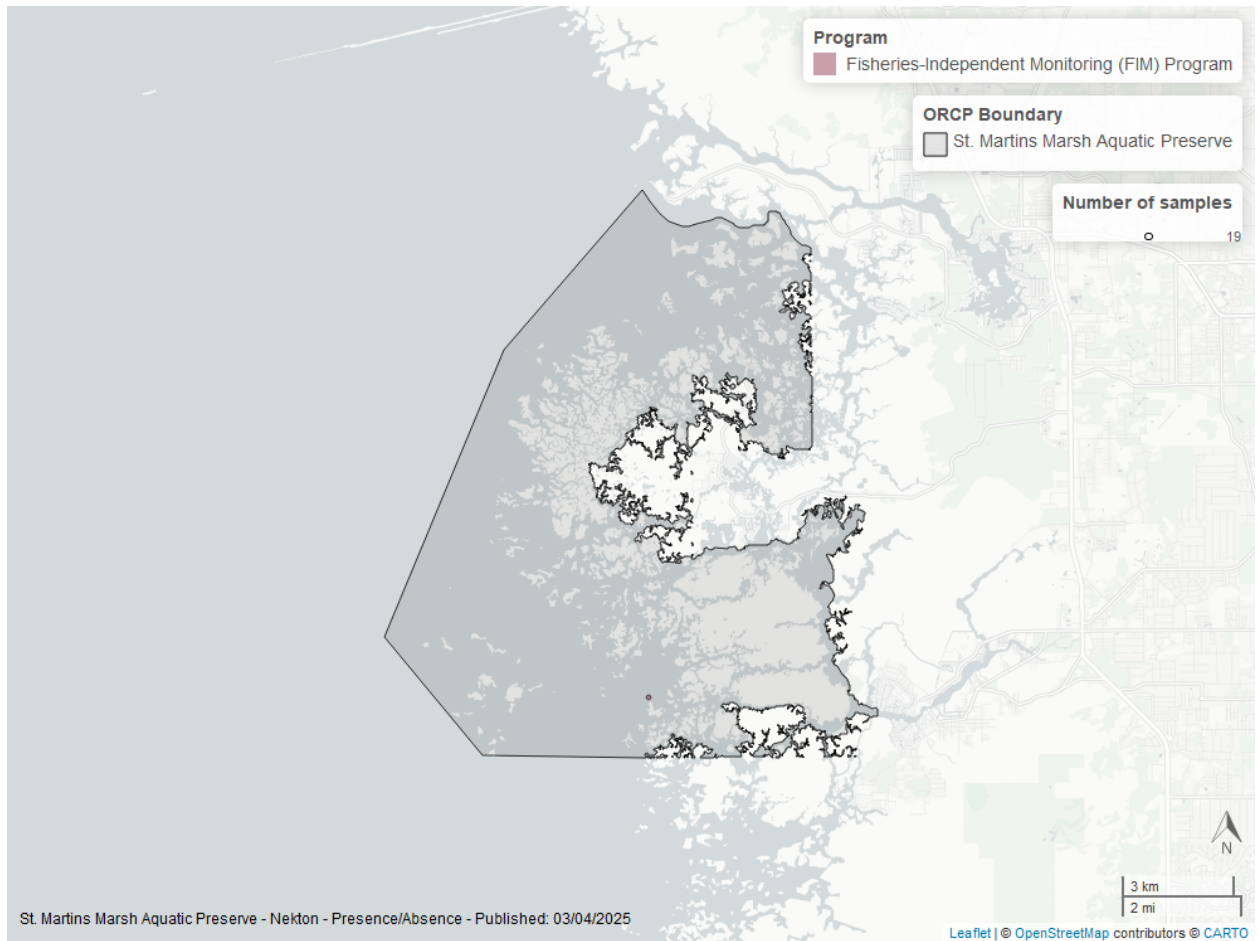 Program
Fisheries-Independent Monitoring (FIM) Program
ORCP Boundary
St. Martins Marsh Aquatic Preserve
Number of samples
19
N
3 km
2 mi
St. Martins Marsh Aquatic Preserve - Nekton - Presence/Absence - Published: 03/04/2025
Leaflet | © OpenStreetMap contributors © CARTO